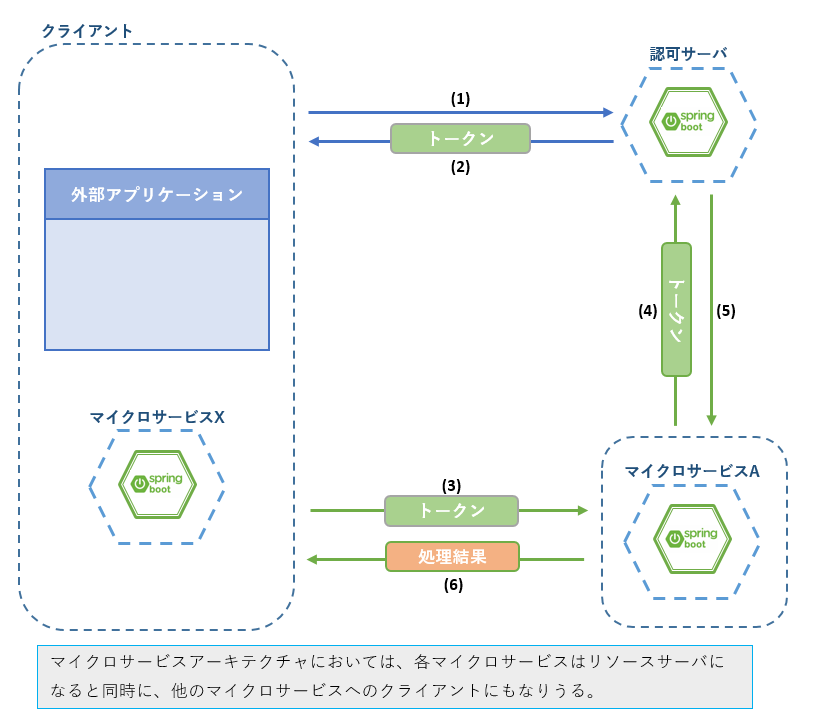 クライアント
認可サーバ
(1)
spring
boot
トークン
(2)
外部アプリケーション
(4)
トークン
(5)
マイクロサービスX
spring
boot
マイクロサービスA
(3)
トークン
spring
boot
処理結果
(6)
マイクロサービスアーキテクチャにおいては、各マイクロサービスはリソースサーバに
なると同時に、他のマイクロサービスへのクライアントにもなりうる。